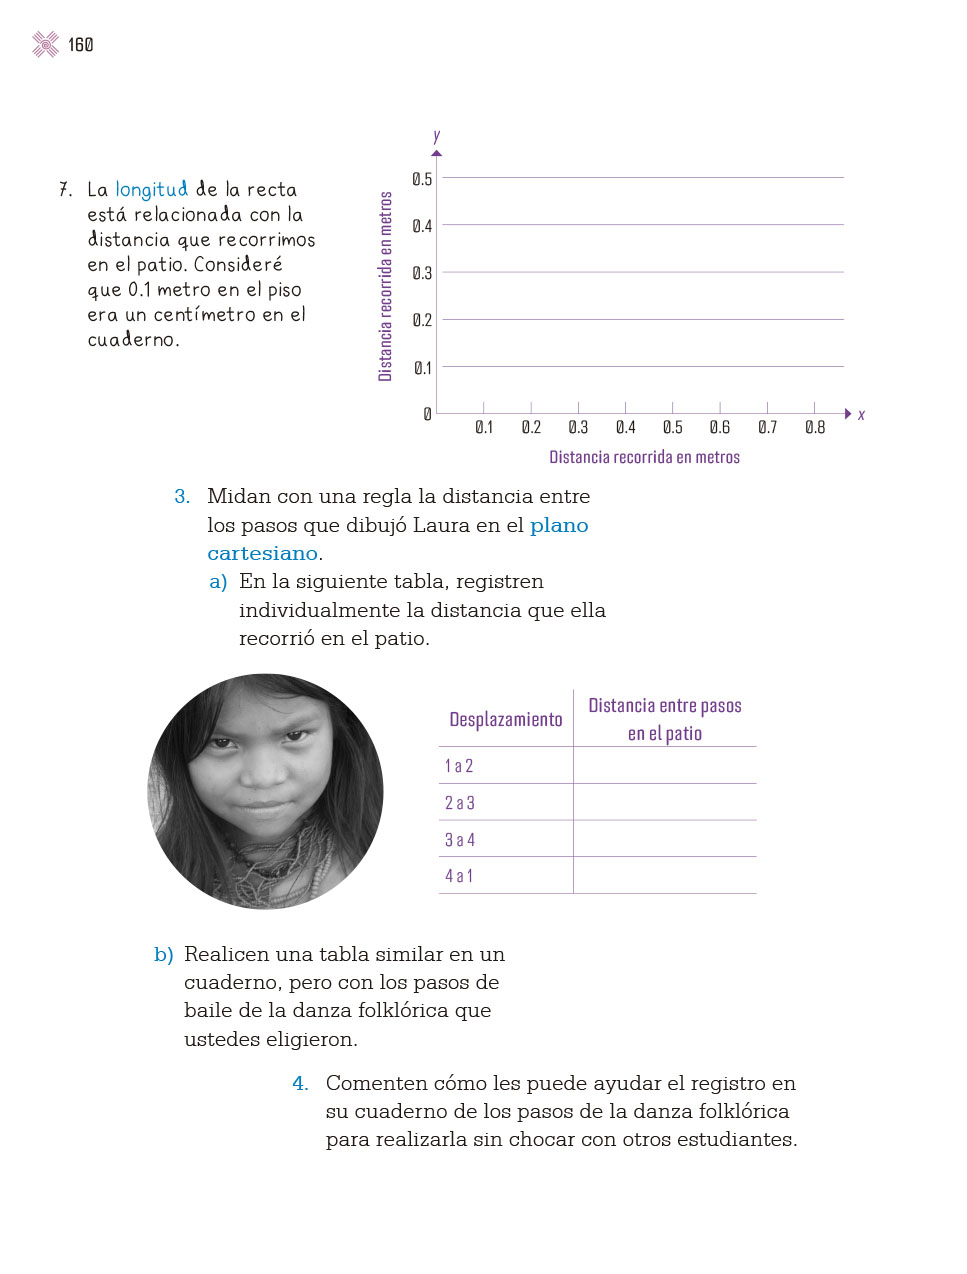 160
7. La longitud de la recta
está relacionada con la
distancia que recorrimos
en el patio. Consideré
que 0.1 metro en el piso
era un centímetro en el
cuaderno.
y
Distancia recorrida en metros
0.5
0.4
0.3
0.2
0.1
0
0.1 0.2 0.3 0.4 0.5 0.6 0.7 0.8
x
Distancia recorrida en metros
3. Midan con una regla la distancia entre
los pasos que dibujó Laura en el plano
cartesiano.
a) En la siguiente tabla, registren
individualmente la distancia que ella
recorrió en el patio.
Desplazamiento
Distancia entre pasos
en el patio
1 a 2
2 a 3
3 a 4
4 a 1
b) Realicen una tabla similar en un
cuaderno, pero con los pasos de
baile de la danza folklórica que
ustedes eligieron.
4. Comenten cómo les puede ayudar el registro en
su cuaderno de los pasos de la danza folklórica
para realizarla sin chocar con otros estudiantes.